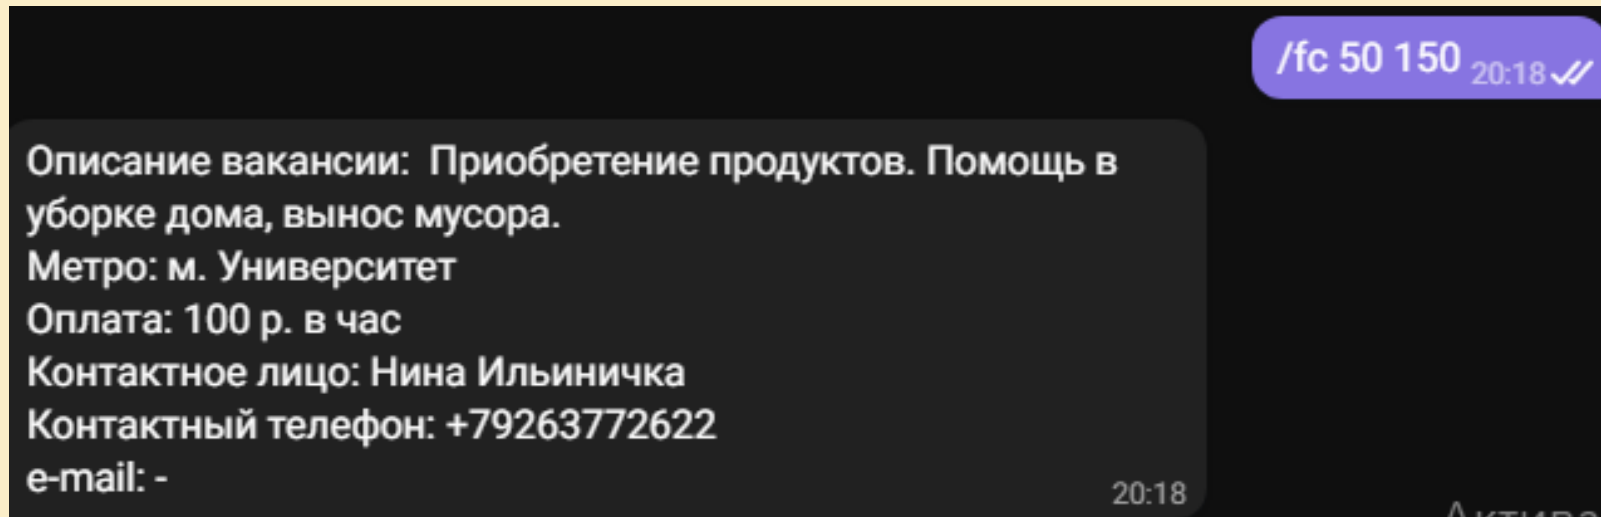 /fc 50 150 20:18
Описание вакансии: Приобретение продуктов. Помощь в
уборке дома, вынос мусора.
Метро: м. Университет
Оплата: 100 р. в час
Контактное лицо: Нина Ильиничка
Контактный телефон: +79263772622
e-mail: -
20:18